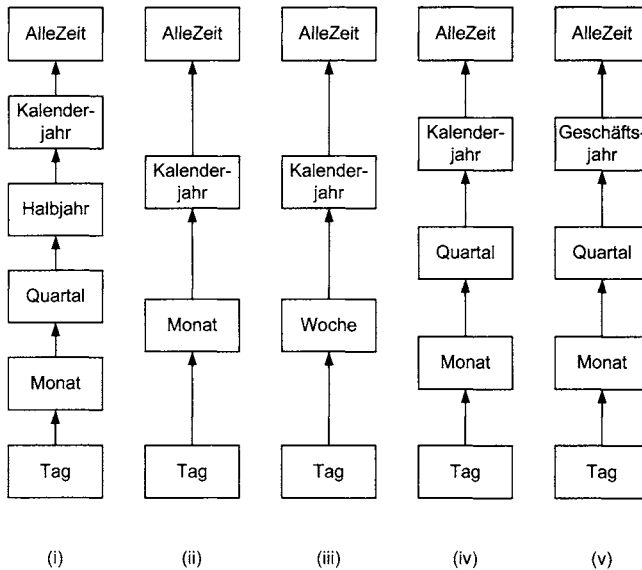 AlleZeit
Kalender-
jahr
Halbjahr
Quartal
Monat
Tag
(i)
AlleZeit
Kalender-
jahr
Monat
Tag
(ii)
AlleZeit
Kalender-
jahr
Woche
Tag
(iii)
AlleZeit
Kalender-
jahr
Quartal
Monat
Tag
(iv)
AlleZeit
Geschäfts-
jahr
Quartal
Monat
Tag
(v)